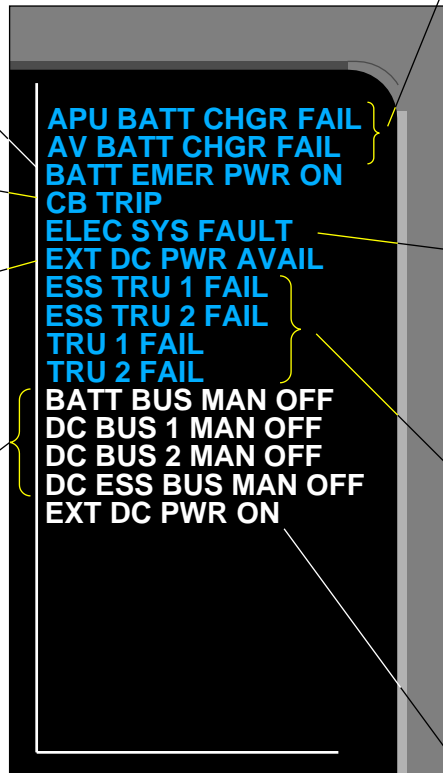 APU BATT CHGR FAIL
AV BATT CHGR FAIL
BATT EMER PWR ON
CB TRIP
ELEC SYS FAULT
EXT DC PWR AVAIL
ESS TRU 1 FAIL
ESS TRU 2 FAIL
TRU 1 FAIL
TRU 2 FAIL
BATT BUS MAN OFF
DC BUS 1 MAN OFF
DC BUS 2 MAN OFF
DC ESS BUS MAN OFF
EXT DC PWR ON